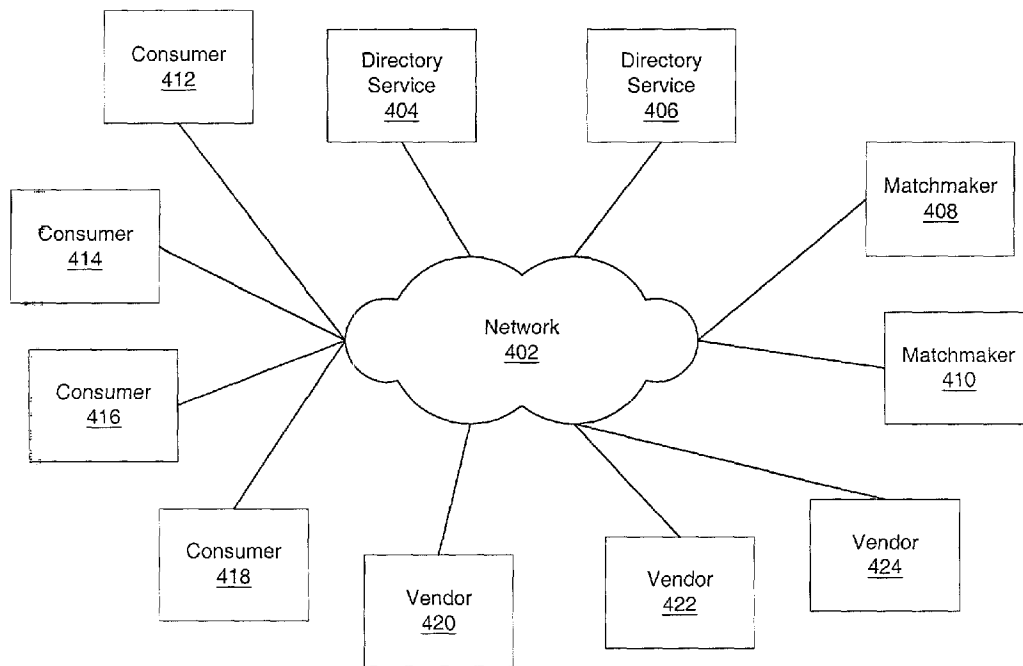 Consumer
412
Directory
Service
404
Directory
Service
406
Matchmaker
408
Consumer
414
Network
402
Matchmaker
410
Consumer
416
Consumer
418
Vendor
420
Vendor
422
Vendor
424